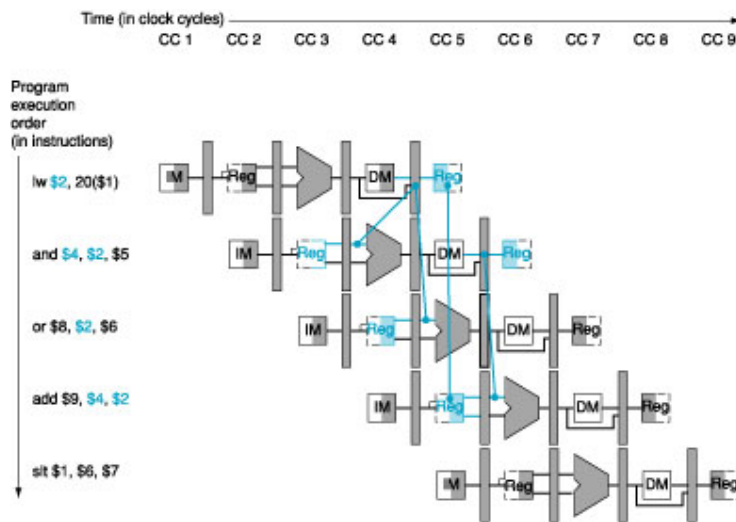 Time (in clock cycles)
CC 1 CC 2 CC 3 CC 4 CC 5 CC 6 CC 7 CC 8 CC 9
Program
execution
order
(in instructions)
lw $2, 20($1)
IM Reg DM Reg
and $4, $2, $5
IM Reg DM Reg
or $8, $2, $6
IM Reg DM Reg
add $9, $4, $2
IM Reg DM Reg
slt $1, $6, $7
IM Reg DM Reg